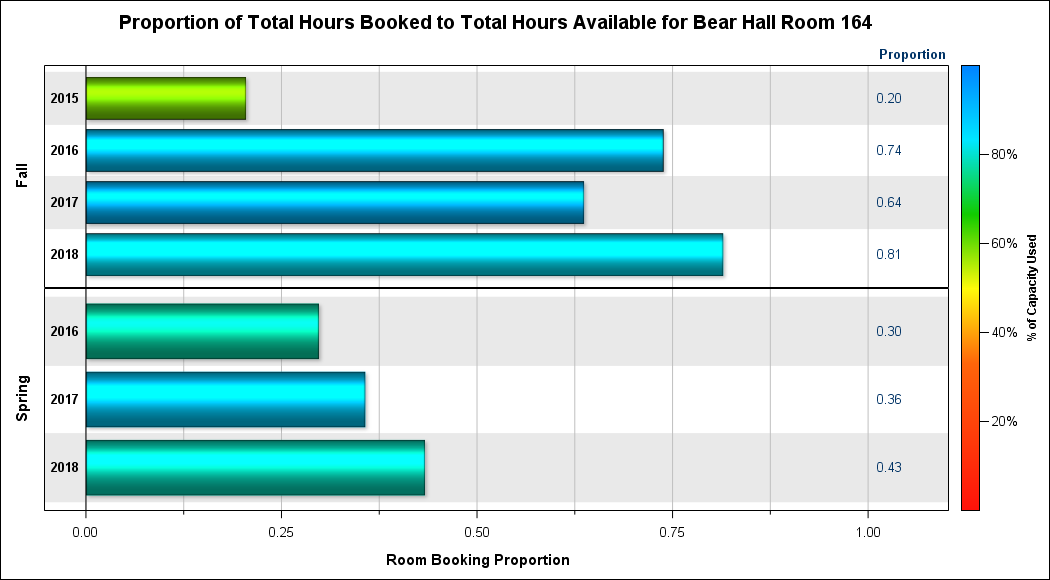 Proportion of Total Hours Booked to Total Hours Available for Bear Hall Room 164
Proportion
Fall
2015 0.20
2016 0.74
2017 0.64
2018 0.81
Spring
2016 0.30
2017 0.36
2018 0.43
0.00 0.25 0.50 0.75 1.00
Room Booking Proportion
80%
60%
40%
20%
% of Capacity Used